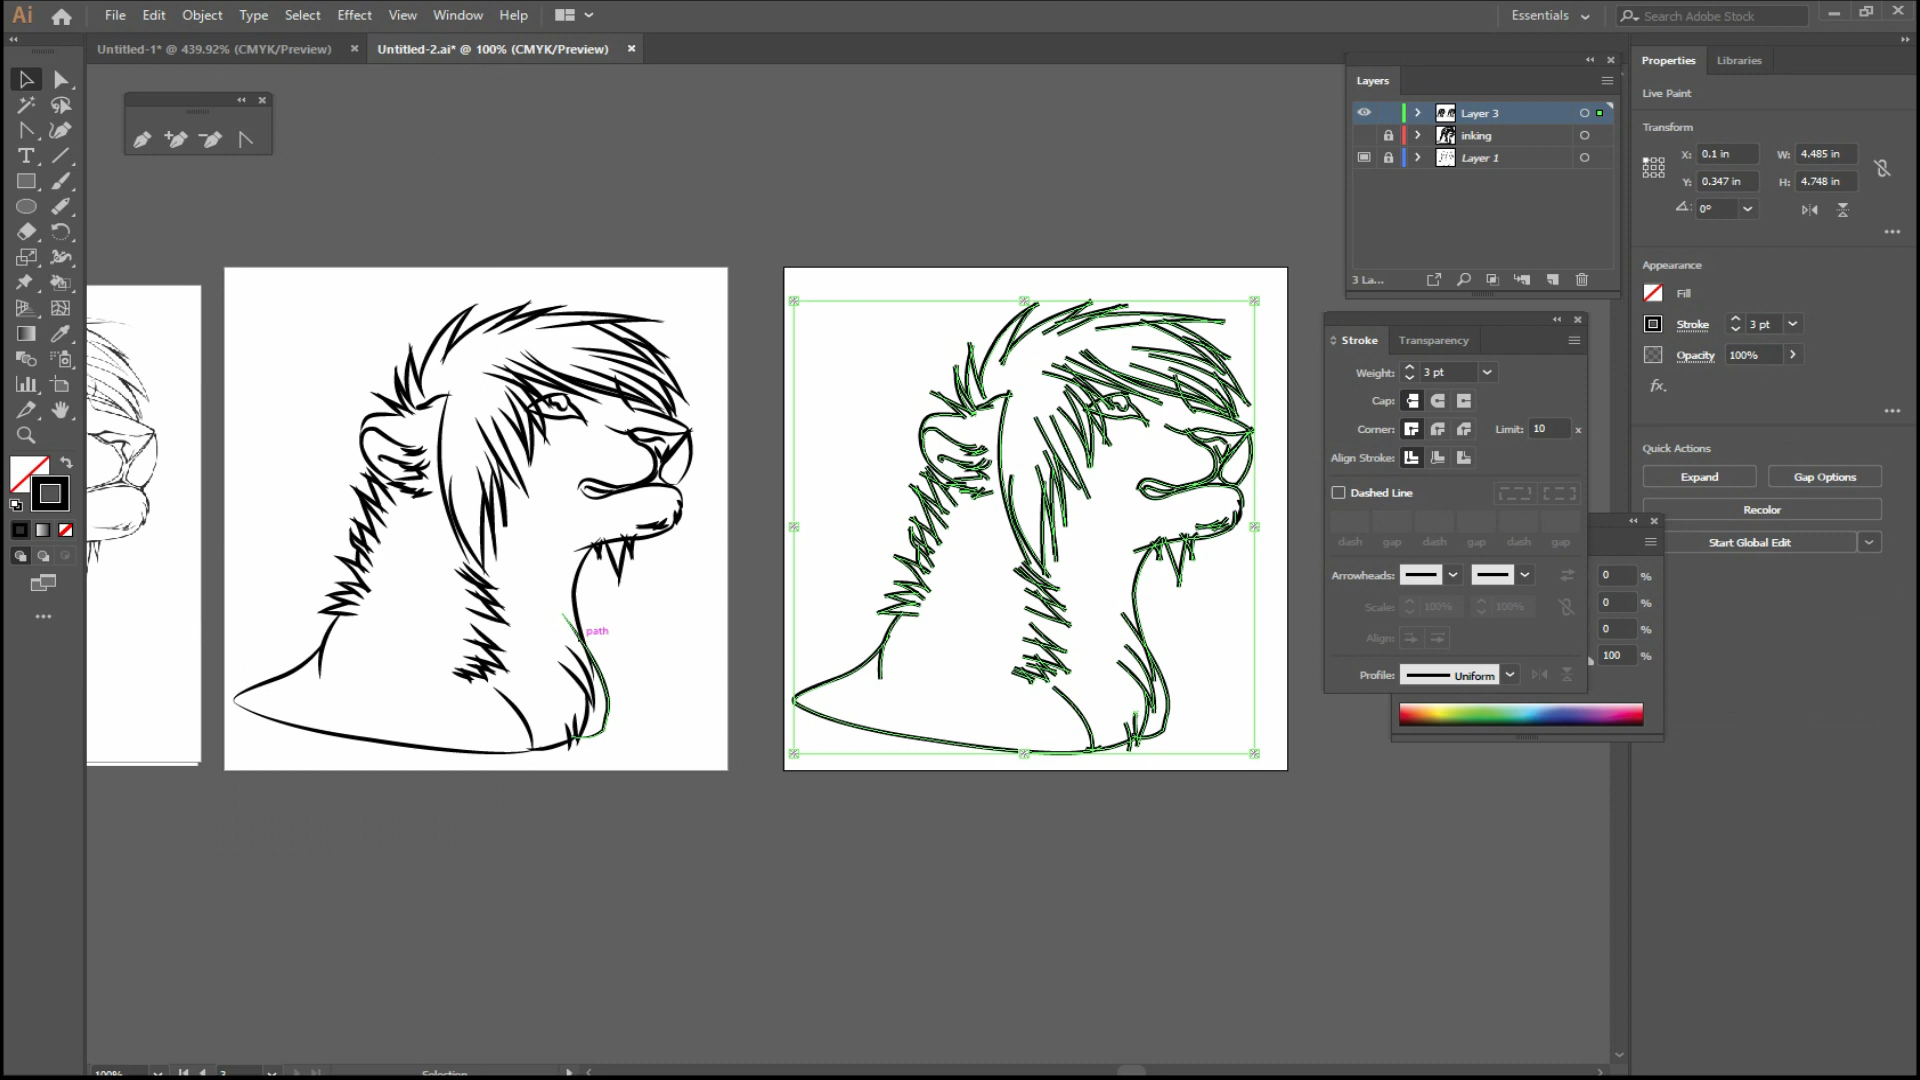 Ai File Edit Object Type Select Effect View Window Help Essentials Search Adobe Stock
Untitled-1* @ 439.92% (CMYK/Preview) Untitled-2.ai* @ 100% (CMYK/Preview)
Layers
Layer 3
inking
Layer 1
3 La...
Stroke Transparency
Weight: 3 pt
Cap:
Corner: Limit: 10 x
Align Stroke:
Dashed Line
dash gap dash gap dash gap
Arrowheads:
Scale: 100% 100%
Align:
Profile: Uniform
0 %
0 %
0 %
100 %
Properties Libraries
Live Paint
Transform
X: 0.1 in W: 4.485 in
Y: 0.347 in H: 4.748 in
0°
Appearance
Fill
Stroke 3 pt
Opacity 100%
fx.
Quick Actions
Expand Gap Options
Recolor
Start Global Edit
path
100% 3 Selection